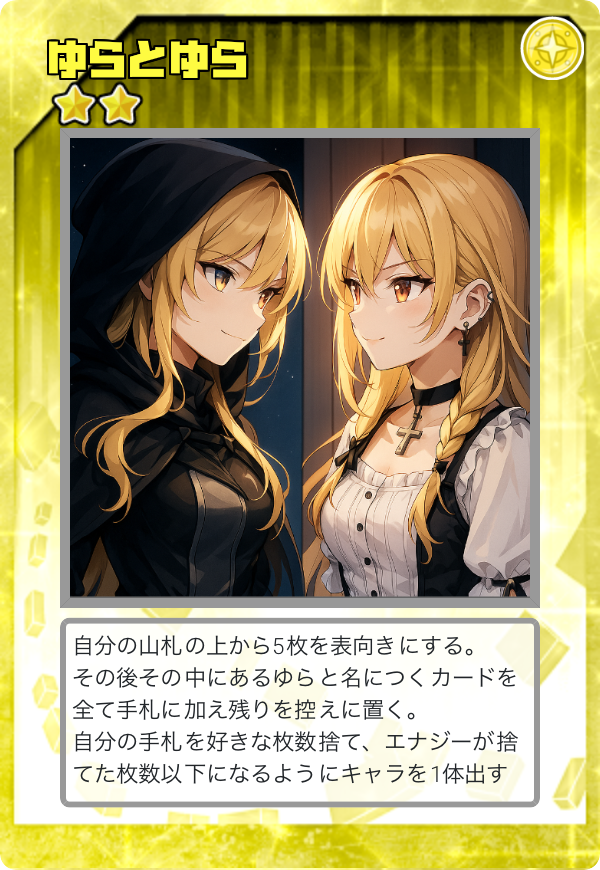 ゆらとゆら
自分の山札の上から5枚を表向きにする。
その後その中にあるゆらと名につくカードを
全て手札に加え残りを控えに置く。
自分の手札を好きな枚数捨て、エナジーが捨
てた枚数以下になるようにキャラを1体出す